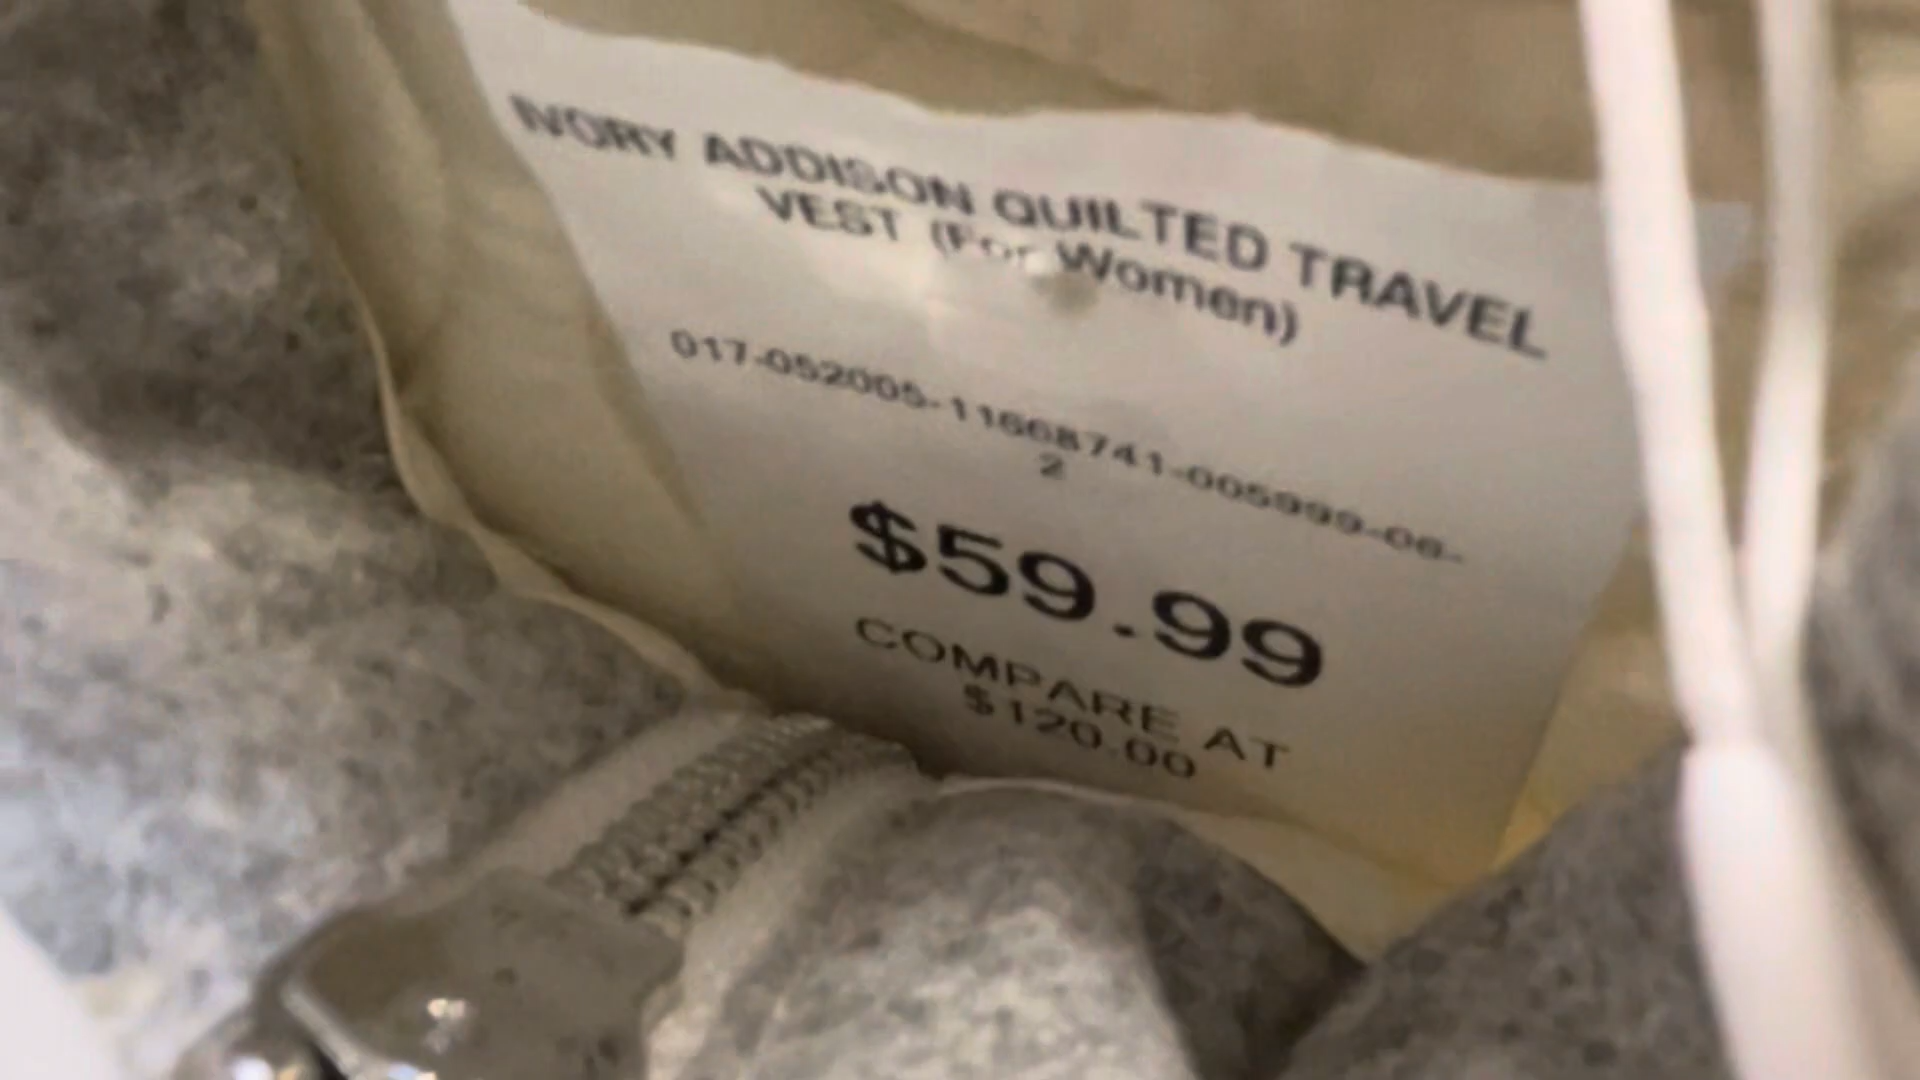 IVORY ADDISON QUILTED TRAVEL
VEST (For Women)
017-052005-11668741-005999-06-
2
$59.99
COMPARE AT
$120.00